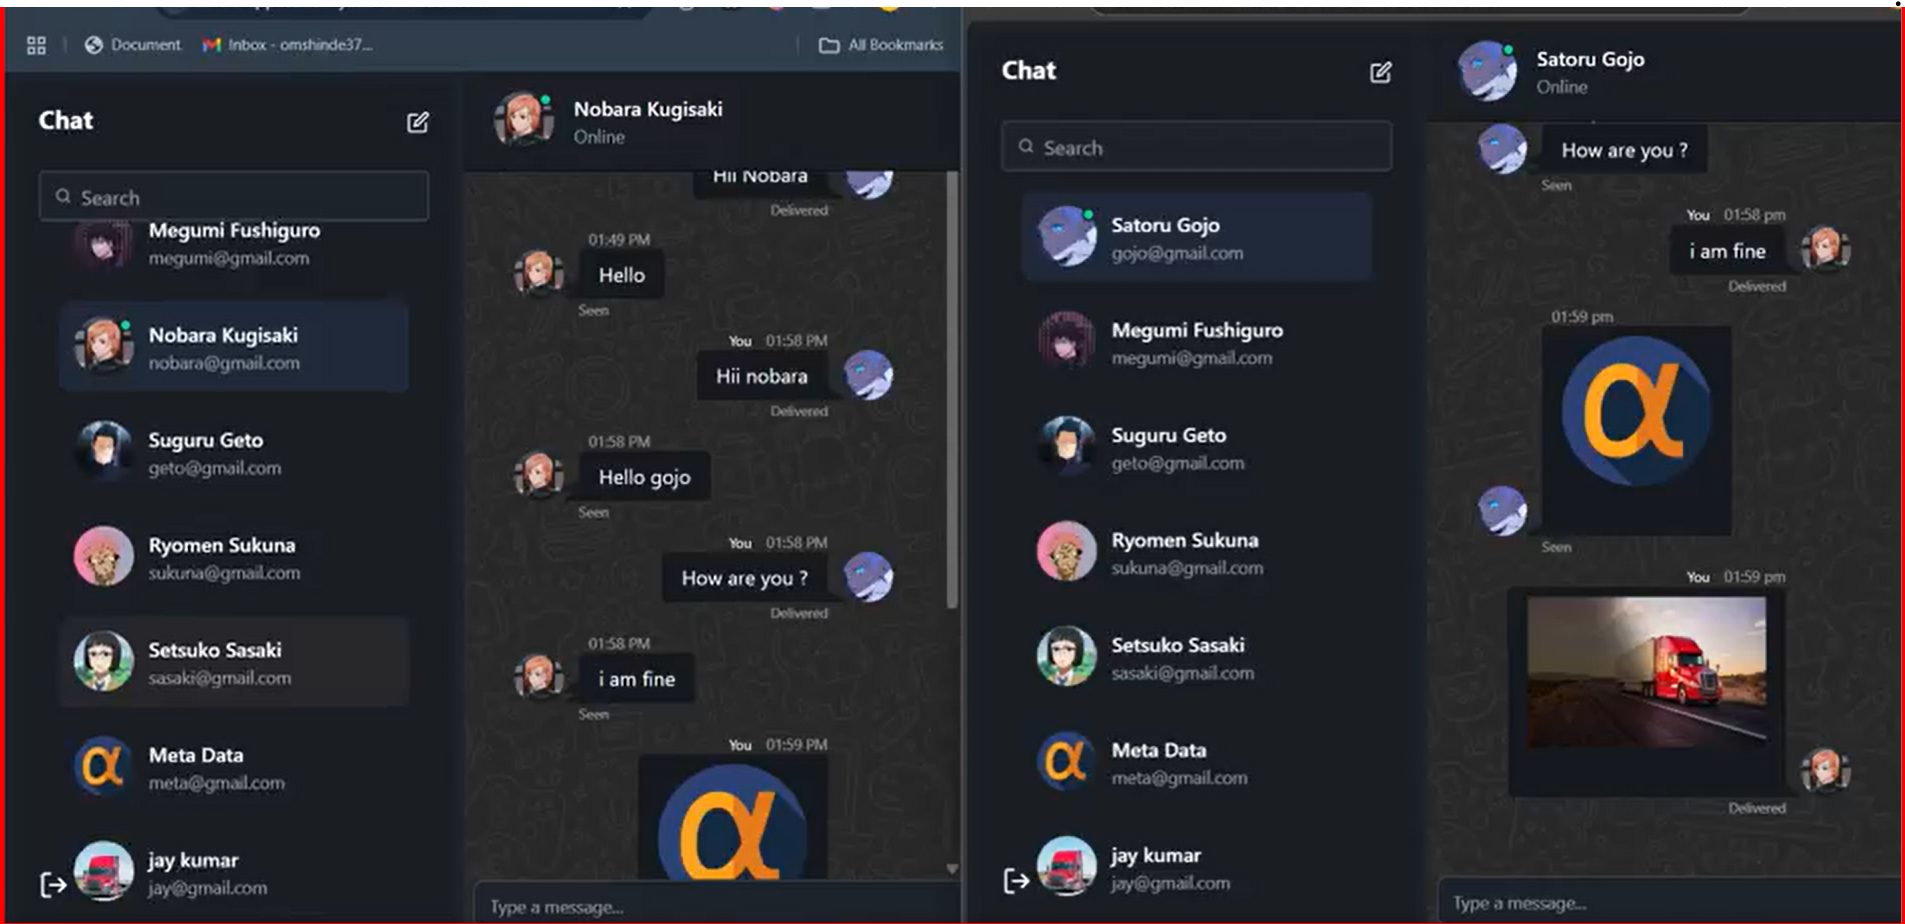 Document
Inbox - omshinde37...
All Bookmarks
Chat
Search
Megumi Fushiguro
megumi@gmail.com
Nobara Kugisaki
nobara@gmail.com
Suguru Geto
geto@gmail.com
Ryomen Sukuna
sukuna@gmail.com
Setsuko Sasaki
sasaki@gmail.com
Meta Data
meta@gmail.com
jay kumar
jay@gmail.com
Nobara Kugisaki
Online
Hii Nobara
Delivered
01:49 PM
Hello
Seen
You 01:58 PM
Hii nobara
Delivered
01:58 PM
Hello gojo
Seen
You 01:58 PM
How are you ?
Delivered
01:58 PM
i am fine
Seen
You 01:59 PM
α
Type a message...
Chat
Search
Satoru Gojo
gojo@gmail.com
Megumi Fushiguro
megumi@gmail.com
Suguru Geto
geto@gmail.com
Ryomen Sukuna
sukuna@gmail.com
Setsuko Sasaki
sasaki@gmail.com
Meta Data
meta@gmail.com
jay kumar
jay@gmail.com
Satoru Gojo
Online
How are you ?
Seen
You 01:58 pm
i am fine
Delivered
01:59 pm
α
Seen
You 01:59 pm
Delivered
Type a message...